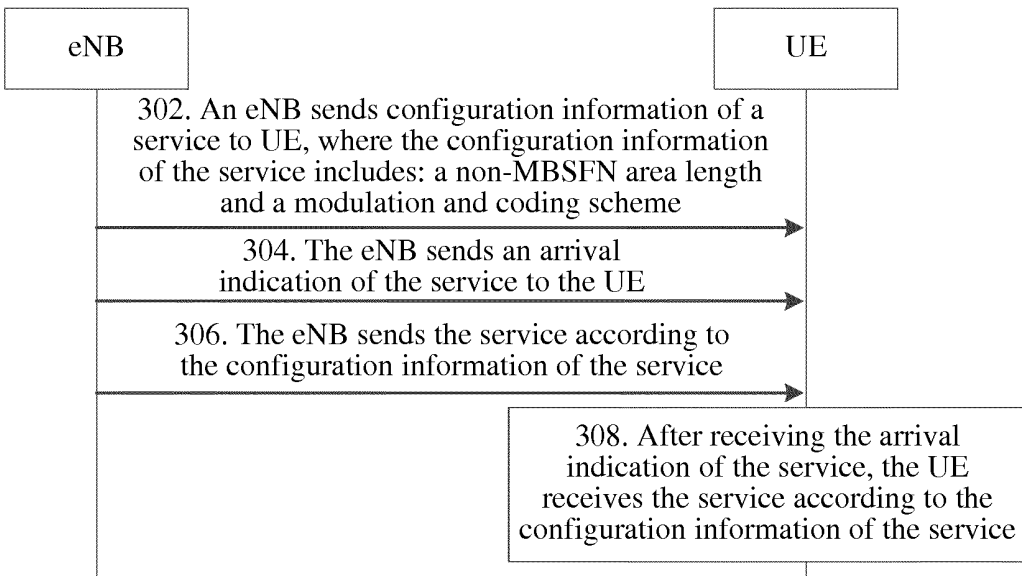 eNB
UE
302. An eNB sends configuration information of a
service to UE, where the configuration information
of the service includes: a non-MBSFN area length
and a modulation and coding scheme
304. The eNB sends an arrival
indication of the service to the UE
306. The eNB sends the service according to
the configuration information of the service
308. After receiving the arrival
indication of the service, the UE
receives the service according to the
configuration information of the service